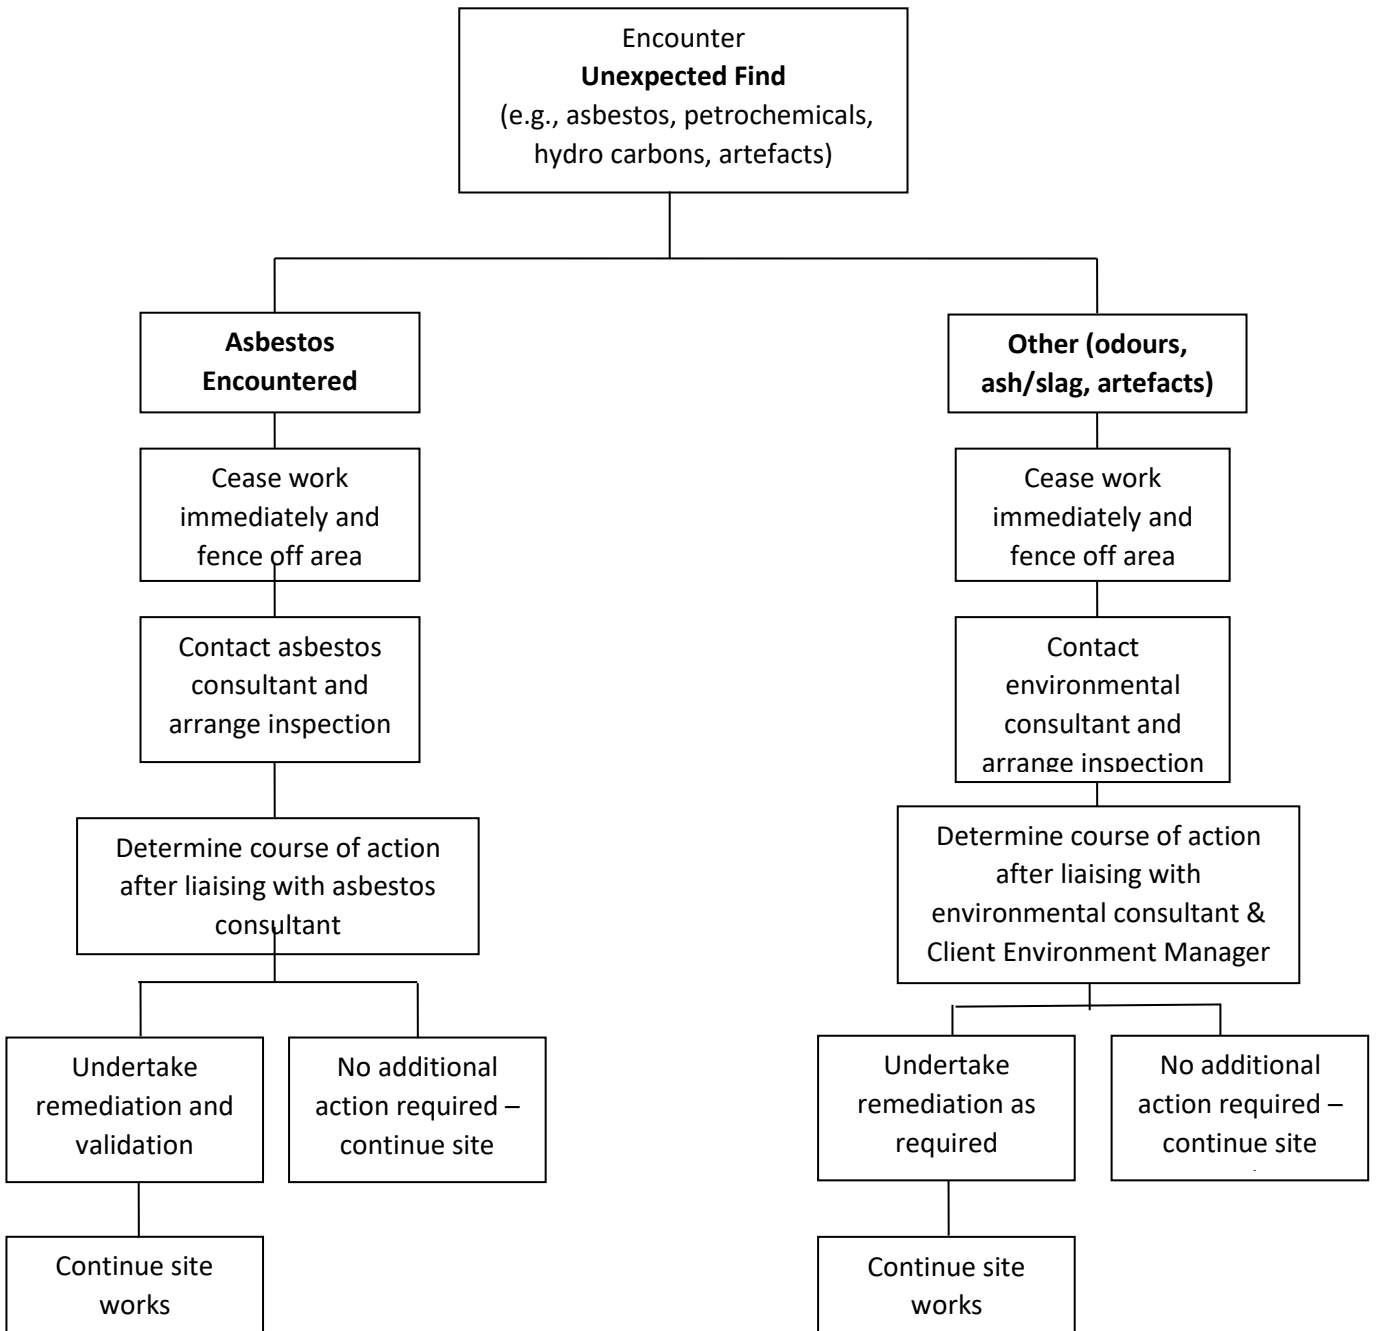 Encounter
Unexpected Find
(e.g., asbestos, petrochemicals,
hydro carbons, artefacts)
Asbestos
Encountered
Other (odours,
ash/slag, artefacts)
Cease work
immediately and
fence off area
Cease work
immediately and
fence off area
Contact asbestos
consultant and
arrange inspection
Contact
environmental
consultant and
arrange inspection
Determine course of action
after liaising with asbestos
consultant
Determine course of action
after liaising with
environmental consultant &
Client Environment Manager
Undertake
remediation and
validation
No additional
action required –
continue site
Undertake
remediation as
required
No additional
action required –
continue site
Continue site
works
Continue site
works